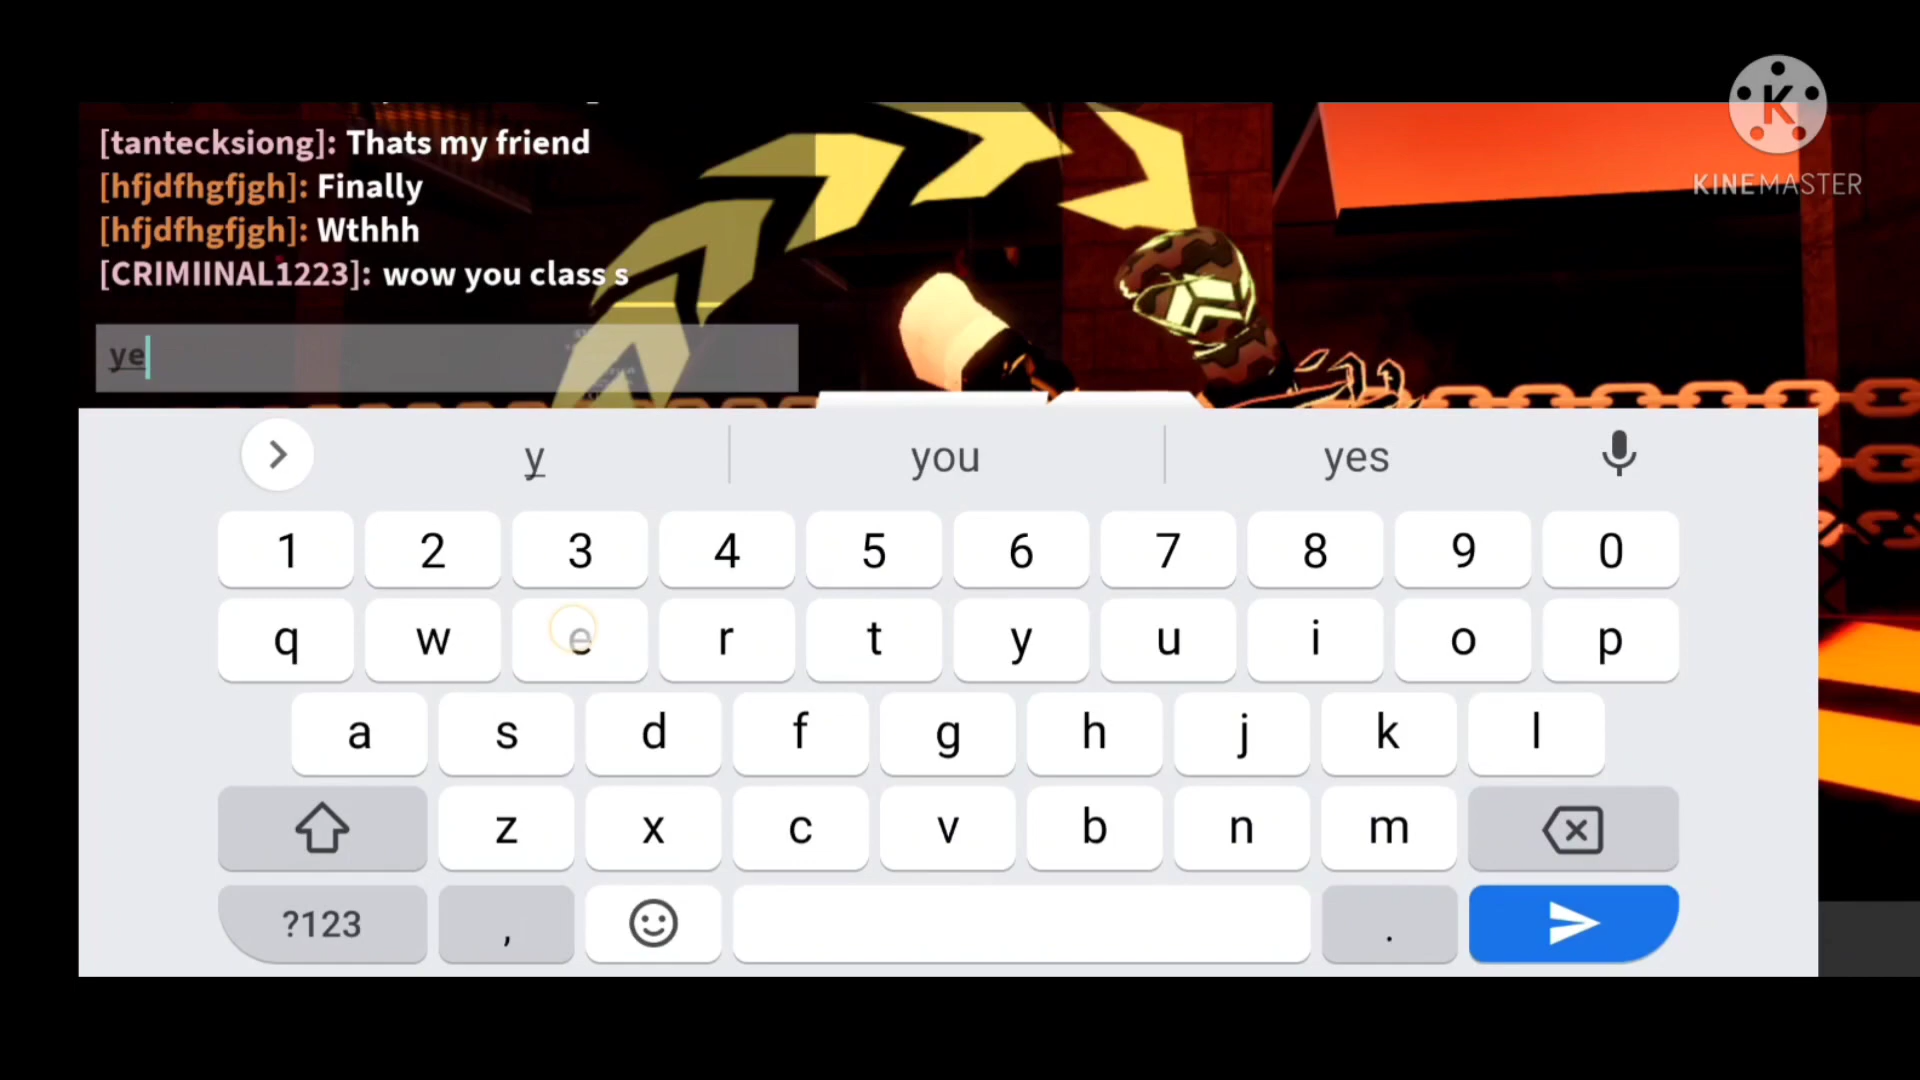 [tantecksiong]: Thats my friend
[hfjdfhgfjgh]: Finally
[hfjdfhgfjgh]: Wthhh
[CRIMIINAL1223]: wow you class s
ye
K
KINEMASTER
y you yes
1 2 3 4 5 6 7 8 9 0
q w e r t y u i o p
a s d f g h j k l
z x c v b n m
?123 , .